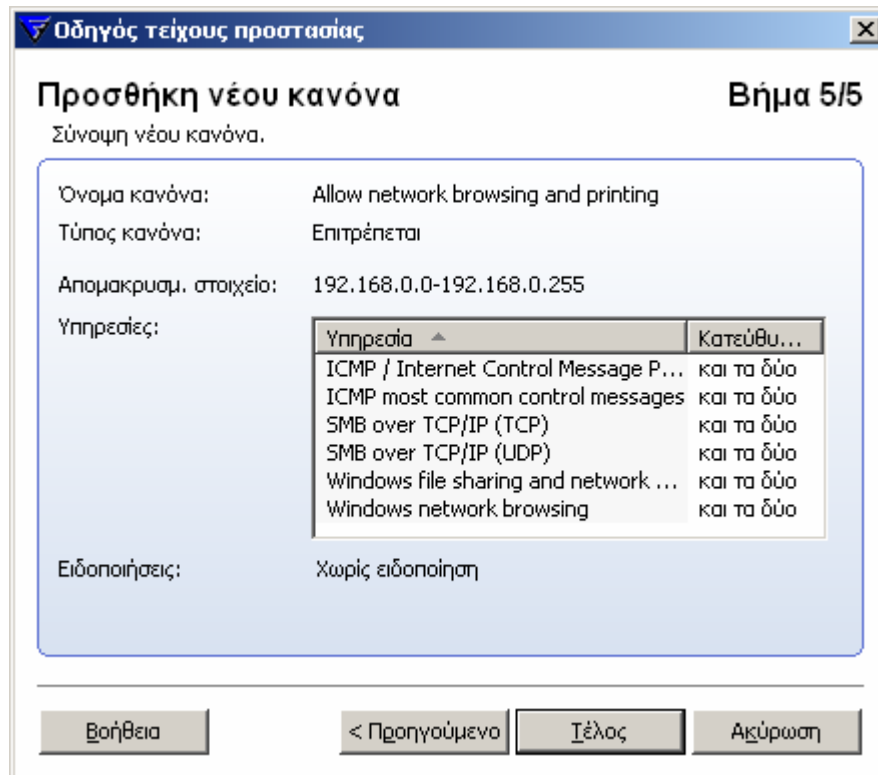 Οδηγός τείχους προστασίας
Προσθήκη νέου κανόνα Βήμα 5/5
Σύνοψη νέου κανόνα.
Όνομα κανόνα: Allow network browsing and printing
Τύπος κανόνα: Επιτρέπεται
Απομακρυσμ. στοιχείο: 192.168.0.0-192.168.0.255
Υπηρεσίες:
Υπηρεσία Κατεύθυ...
ICMP / Internet Control Message P... και τα δύο
ICMP most common control messages και τα δύο
SMB over TCP/IP (TCP) και τα δύο
SMB over TCP/IP (UDP) και τα δύο
Windows file sharing and network ... και τα δύο
Windows network browsing και τα δύο
Ειδοποιήσεις: Χωρίς ειδοποίηση
Βοήθεια < Προηγούμενο Τέλος Ακύρωση